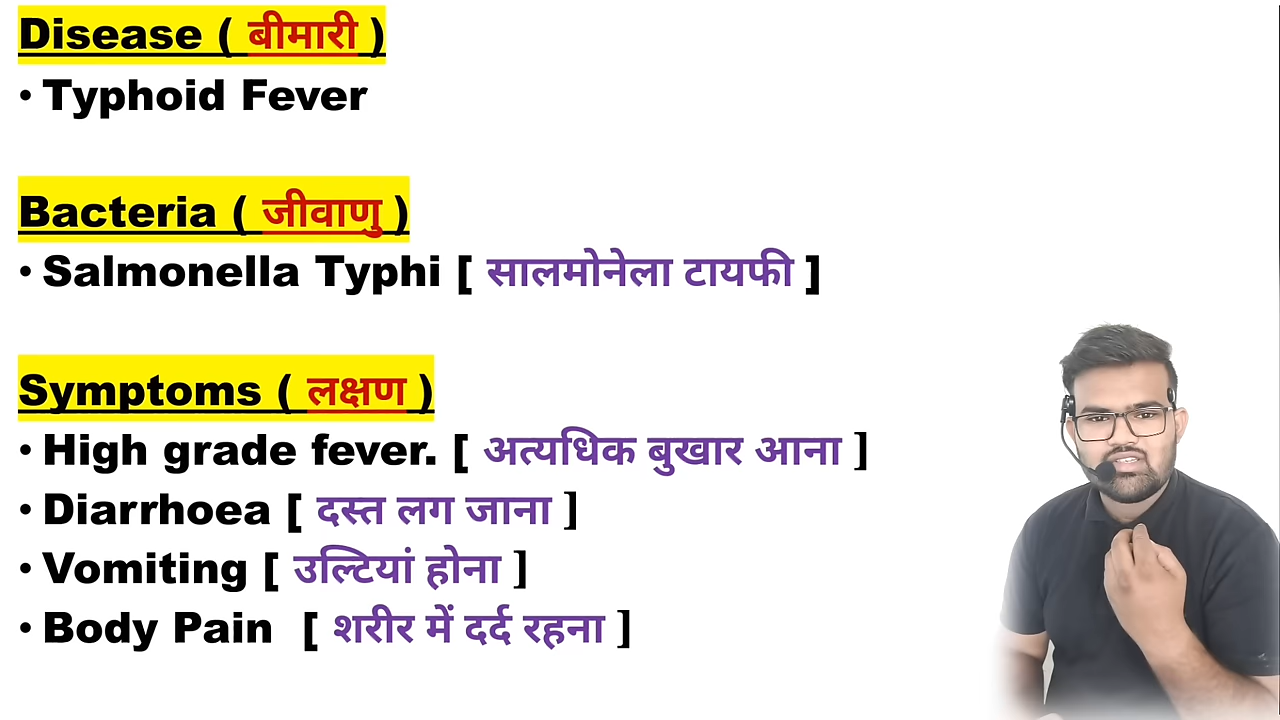 Disease ( बीमारी )
• Typhoid Fever
Bacteria ( जीवाणु )
• Salmonella Typhi [ सालमोनेला टायफी ]
Symptoms ( लक्षण )
• High grade fever. [ अत्यधिक बुखार आना ]
• Diarrhoea [ दस्त लग जाना ]
• Vomiting [ उल्टियां होना ]
• Body Pain [ शरीर में दर्द रहना ]